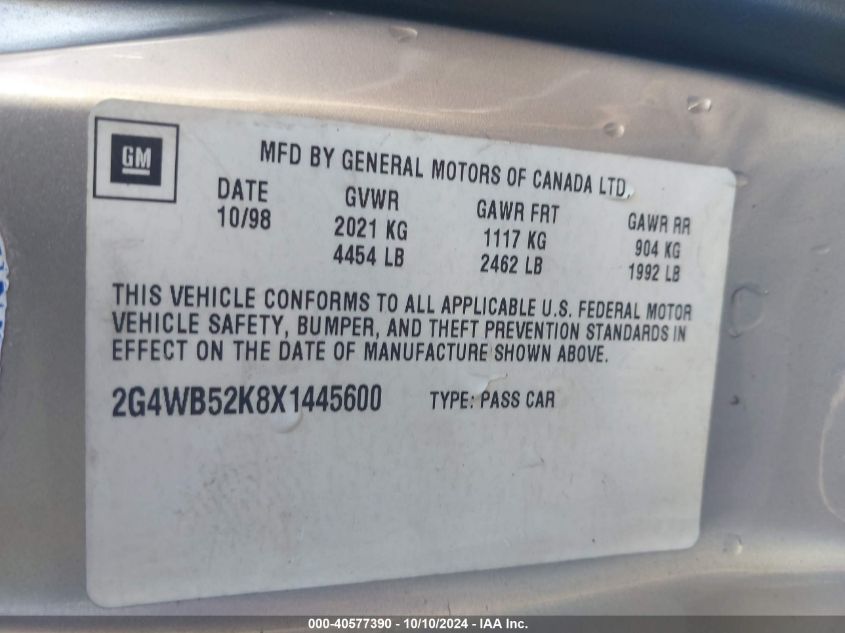 GM
MFD BY GENERAL MOTORS OF CANADA LTD.
DATE GVWR GAWR FRT GAWR RR
10/98 2021 KG 1117 KG 904 KG
4454 LB 2462 LB 1992 LB
THIS VEHICLE CONFORMS TO ALL APPLICABLE U.S. FEDERAL MOTOR
VEHICLE SAFETY, BUMPER, AND THEFT PREVENTION STANDARDS IN
EFFECT ON THE DATE OF MANUFACTURE SHOWN ABOVE.
2G4WB52K8X1445600 TYPE: PASS CAR
000-40577390 - 10/10/2024 - IAA Inc.